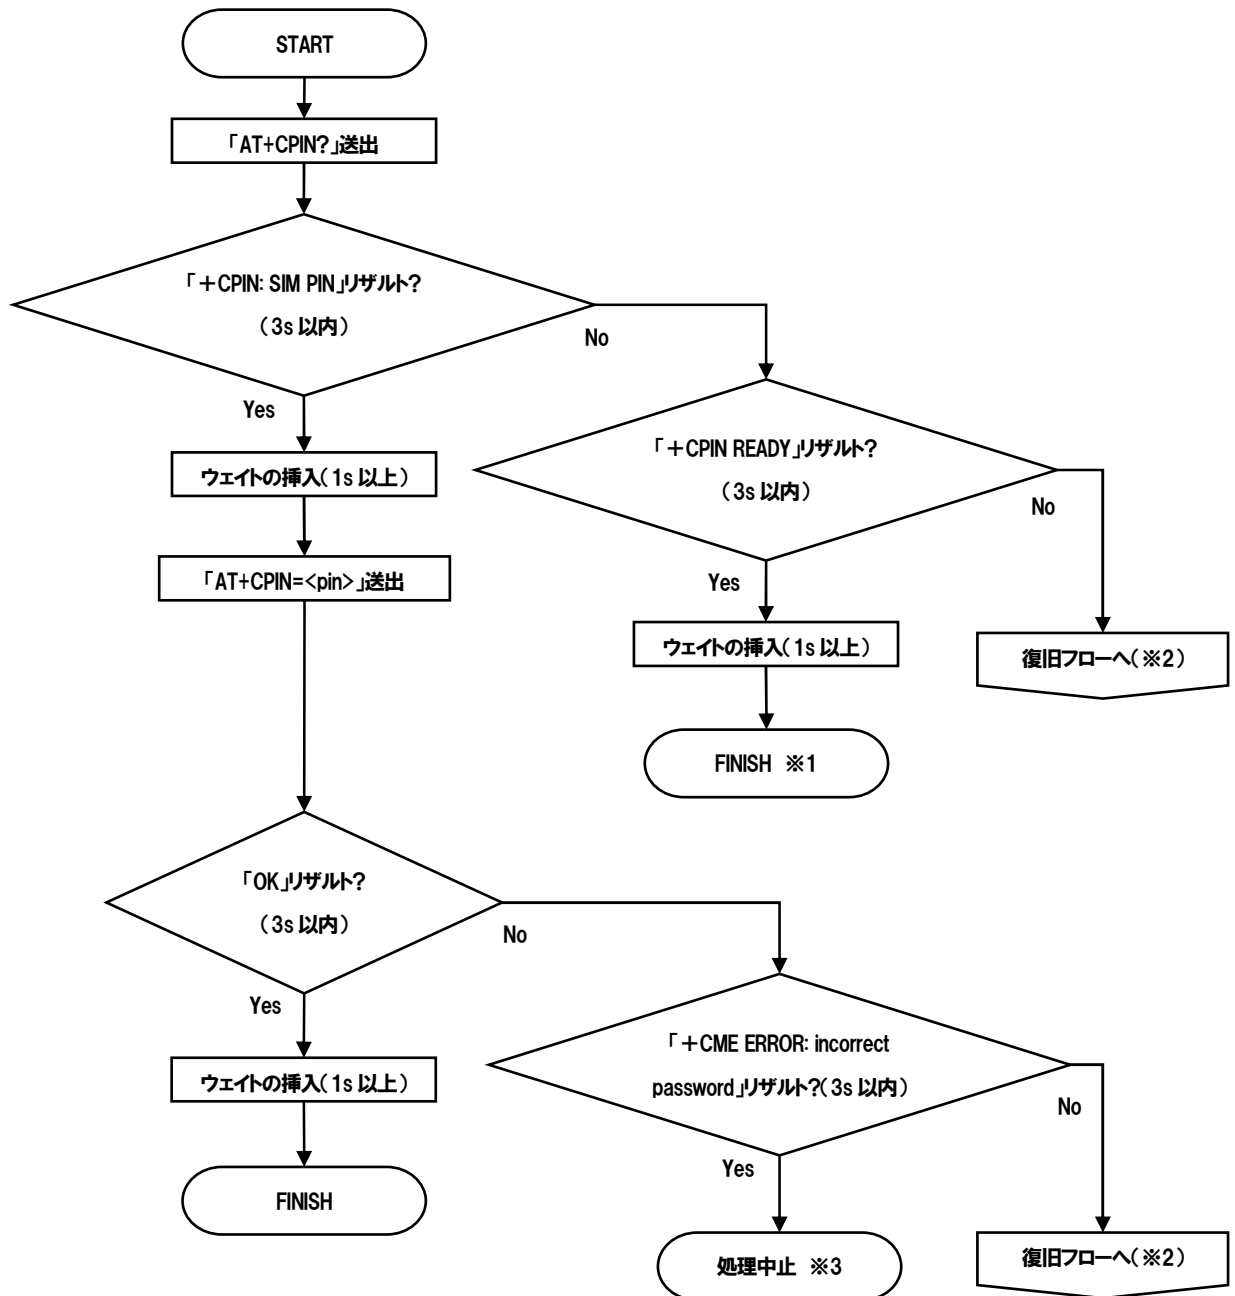 START
「AT+CPIN?」送出
「＋CPIN: SIM PIN」リザルト?
（3s 以内）
No
Yes
「＋CPIN READY」リザルト?
（3s 以内）
No
Yes
ウェイトの挿入（1s 以上）
「AT+CPIN=<pin>」送出
ウェイトの挿入（1s 以上）
復旧フローへ（※2）
FINISH ※1
「OK」リザルト?
（3s 以内）
No
Yes
「＋CME ERROR: incorrect
password」リザルト?（3s 以内）
No
Yes
ウェイトの挿入（1s 以上）
FINISH
処理中止 ※3
復旧フローへ（※2）